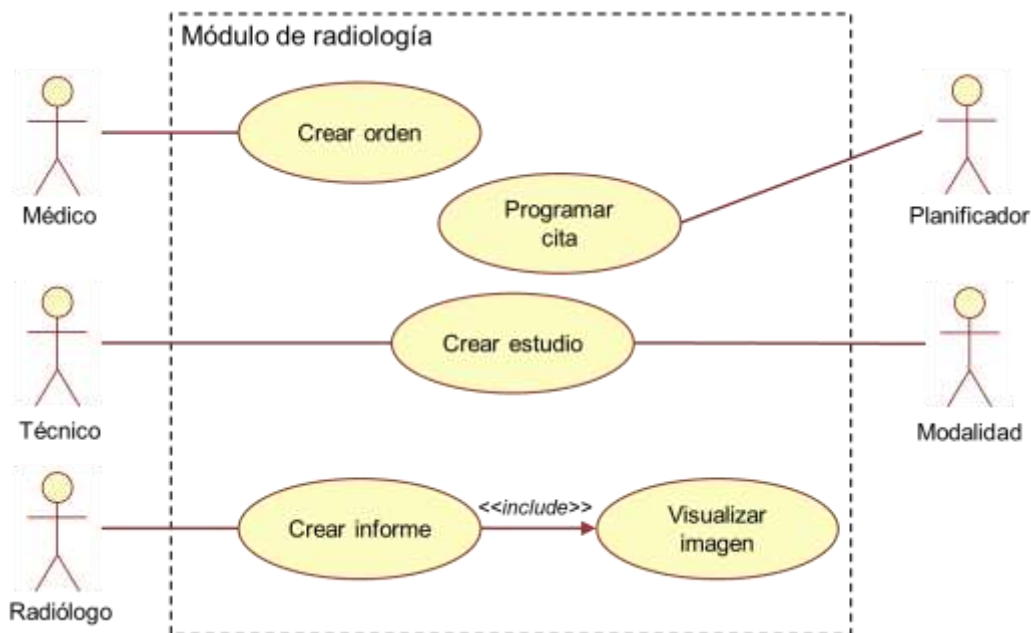 Módulo de radiología
Crear orden
Médico
Programar
cita
Planificador
Crear estudio
Técnico
Modalidad
Crear informe
<<include>>
Visualizar
imagen
Radiólogo